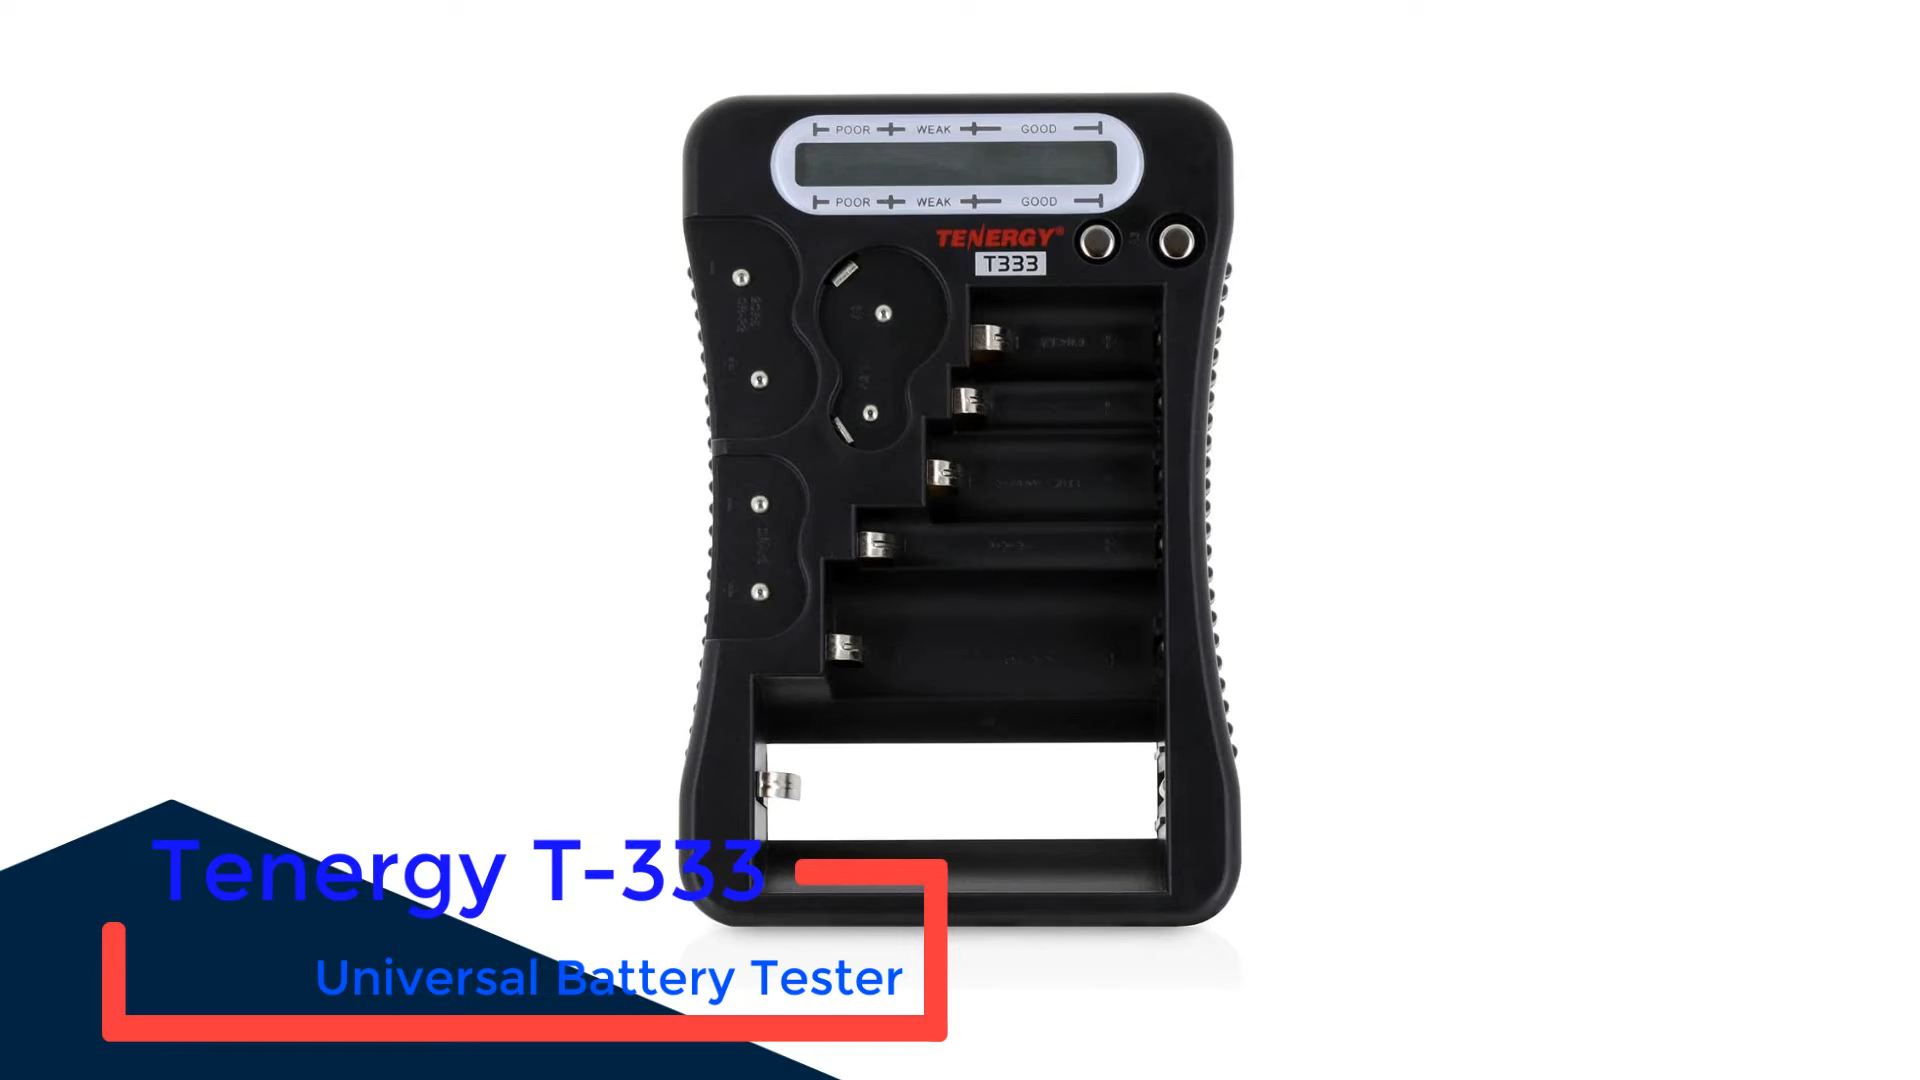 POOR WEAK GOOD
POOR WEAK GOOD
TENERGY®
T333
Tenergy T-333
Universal Battery Tester